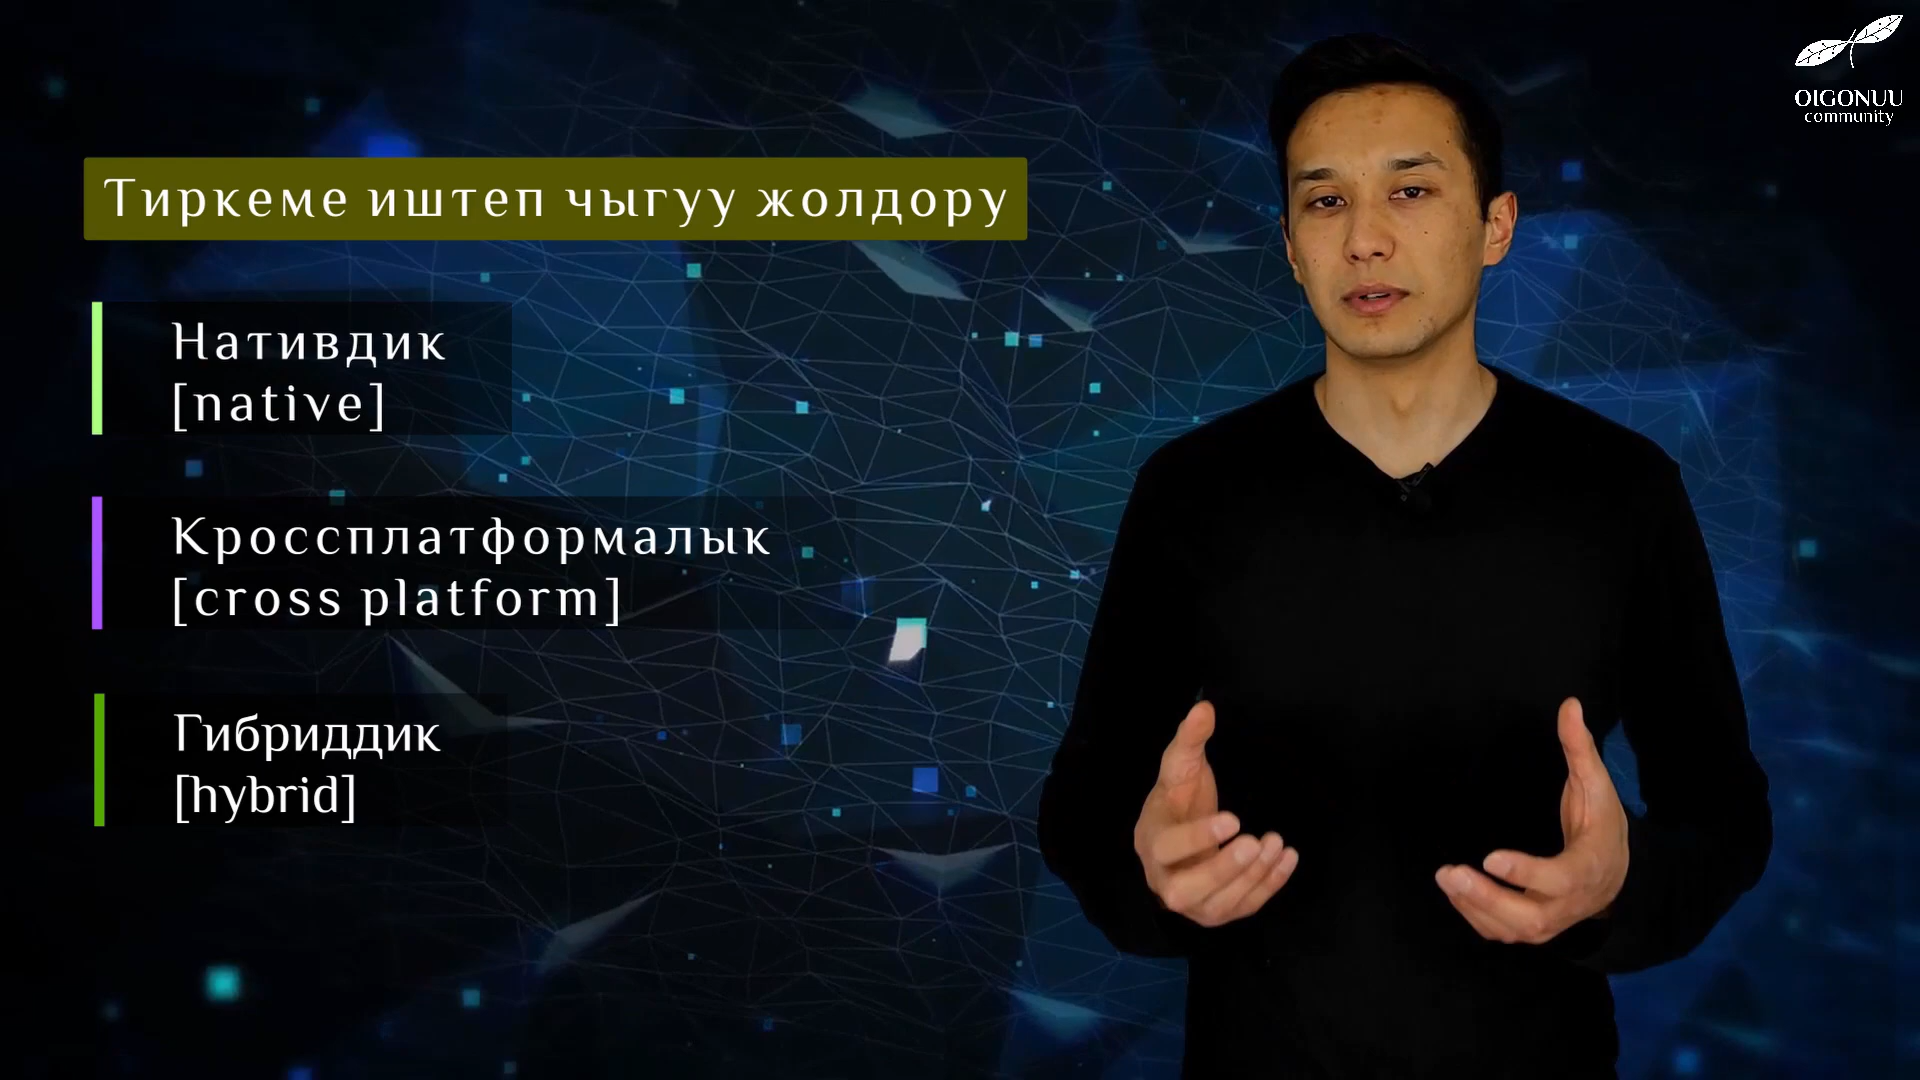 OIGONUU
community
Тиркеме иштеп чыгуу жолдору
Нативдик
[native]
Кроссплатформалык
[cross platform]
Гибриддик
[hybrid]